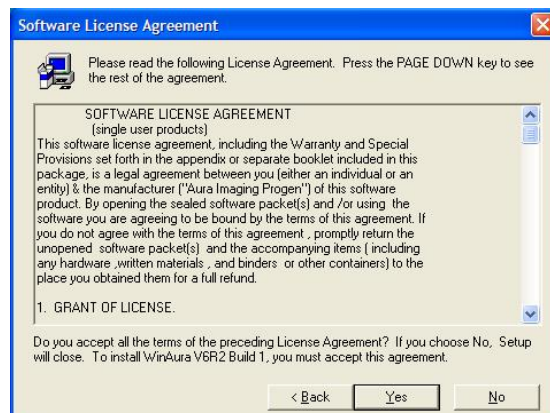 Software License Agreement
Please read the following License Agreement. Press the PAGE DOWN key to see
the rest of the agreement.
SOFTWARE LICENSE AGREEMENT
(single user products)
This software license agreement, including the Warranty and Special
Provisions set forth in the appendix or separate booklet included in this
package, is a legal agreement between you (either an individual or an
entity) & the manufacturer ("Aura Imaging Progen") of this software
product. By opening the sealed software packet(s) and /or using the
software you are agreeing to be bound by the terms of this agreement. If
you do not agree with the terms of this agreement , promptly return the
unopened software packet(s) and the accompanying items ( including
any hardware ,written materials , and binders or other containers) to the
place you obtained them for a full refund.
1. GRANT OF LICENSE.
Do you accept all the terms of the preceding License Agreement? If you choose No, Setup
will close. To install WinAura V6R2 Build 1, you must accept this agreement.
< Back Yes No